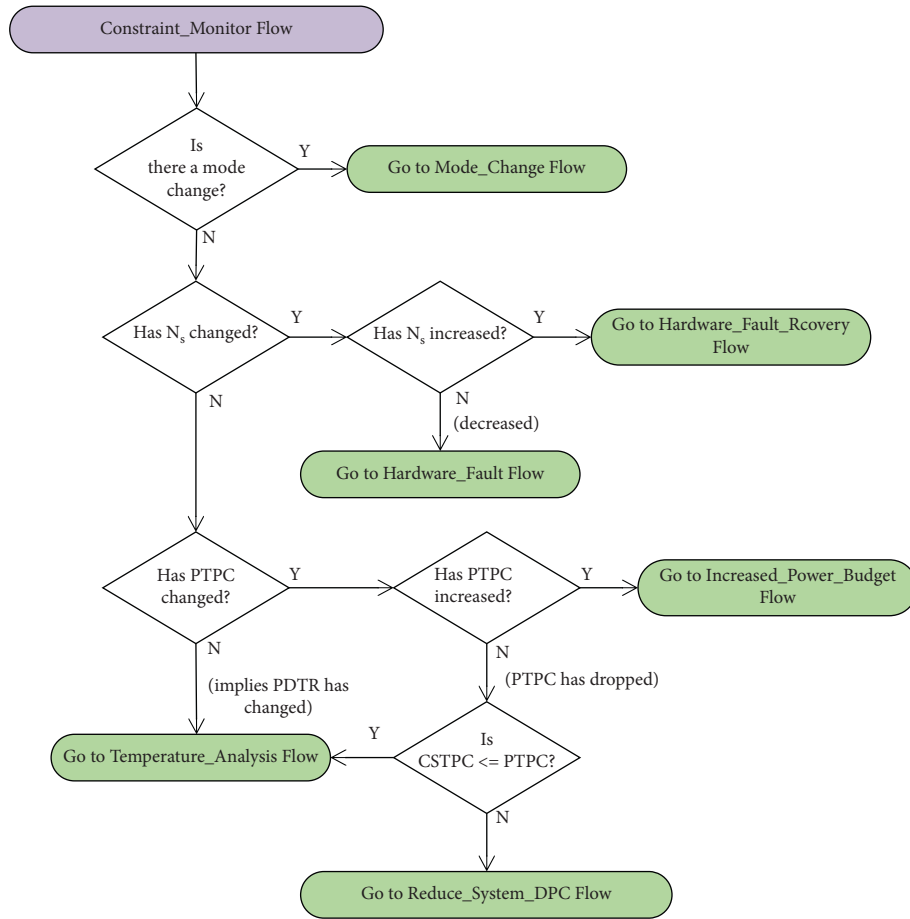 Constraint_Monitor Flow
Is
there a mode
change?
Y
Go to Mode_Change Flow
N
Has Ns changed?
Y
Has Ns increased?
Y
Go to Hardware_Fault_Rcovery
Flow
N
N
(decreased)
Go to Hardware_Fault Flow
Has PTPC
changed?
Y
Has PTPC
increased?
Y
Go to Increased_Power_Budget
Flow
N
(implies PDTR has
changed)
N
(PTPC has dropped)
Go to Temperature_Analysis Flow
Y
Is
CSTPC <= PTPC?
N
Go to Reduce_System_DPC Flow